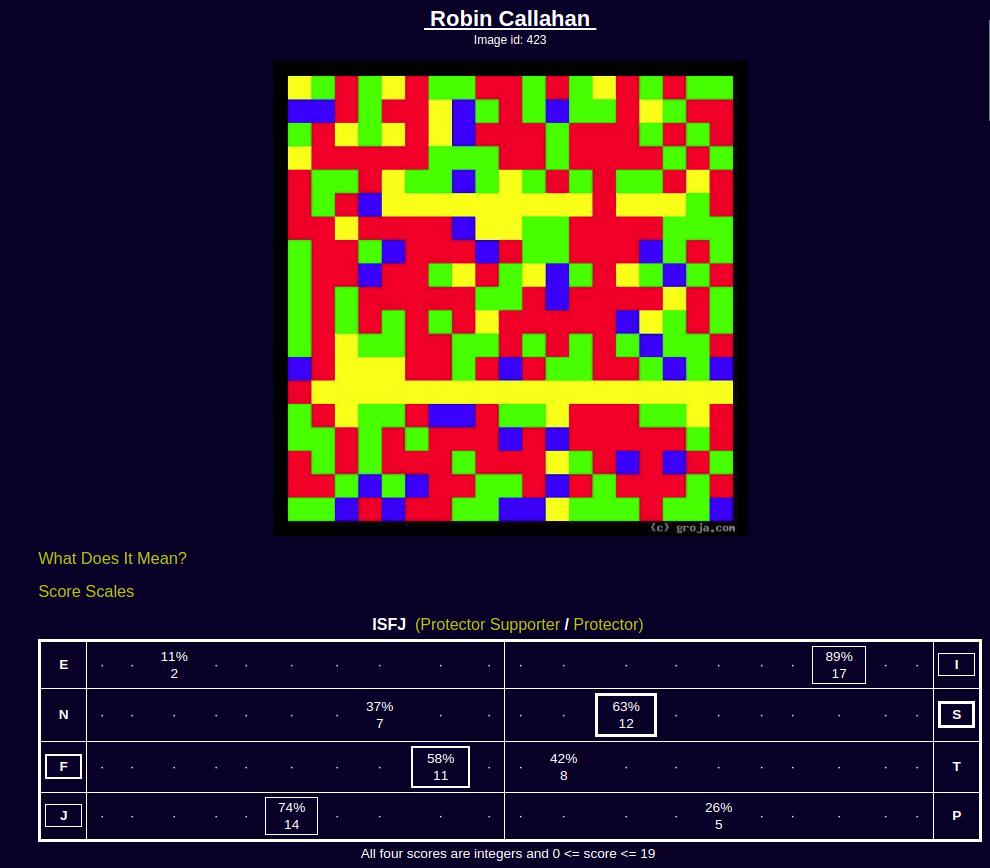 Robin Callahan
Image id: 423
(c) groja.com
What Does It Mean?
Score Scales
ISFJ (Protector Supporter / Protector)
E 11% 2 89% 17 I
N 37% 7 63% 12 S
F 58% 11 42% 8 T
J 74% 14 26% 5 P
All four scores are integers and 0 <= score <= 19